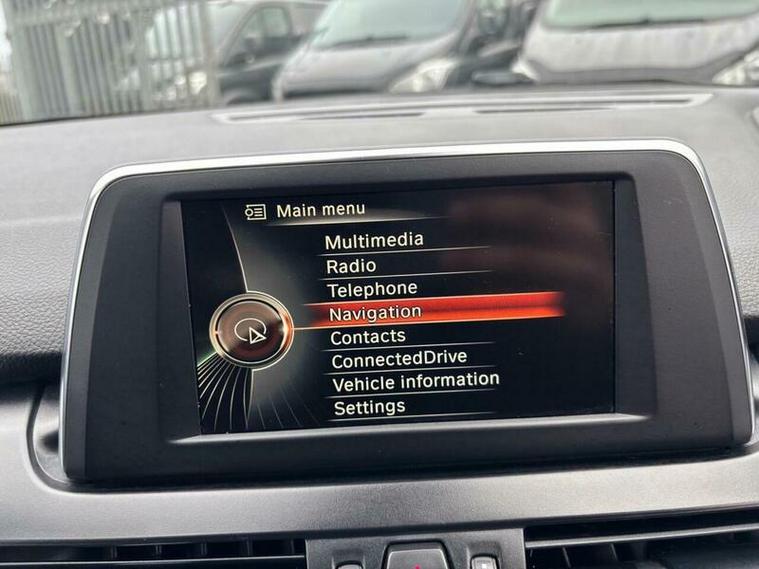 Main menu
Multimedia
Radio
Telephone
Navigation
Contacts
ConnectedDrive
Vehicle information
Settings